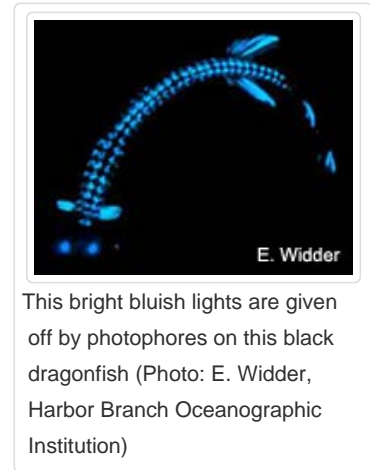 E. Widder
This bright bluish lights are given
off by photophores on this black
dragonfish (Photo: E. Widder,
Harbor Branch Oceanographic
Institution)